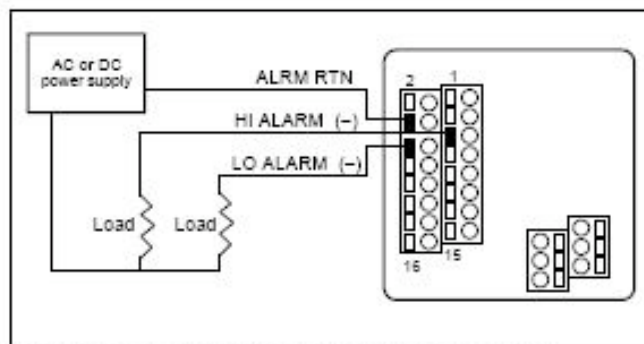 AC or DC
power supply
ALRM RTN
2 1
HI ALARM (–)
LO ALARM (–)
Load Load
16 15